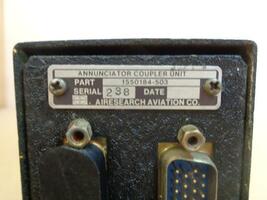 ANNUNCIATOR COUPLER UNIT
PART 1550184-503
SERIAL 238 DATE
AIRESEARCH AVIATION CO.